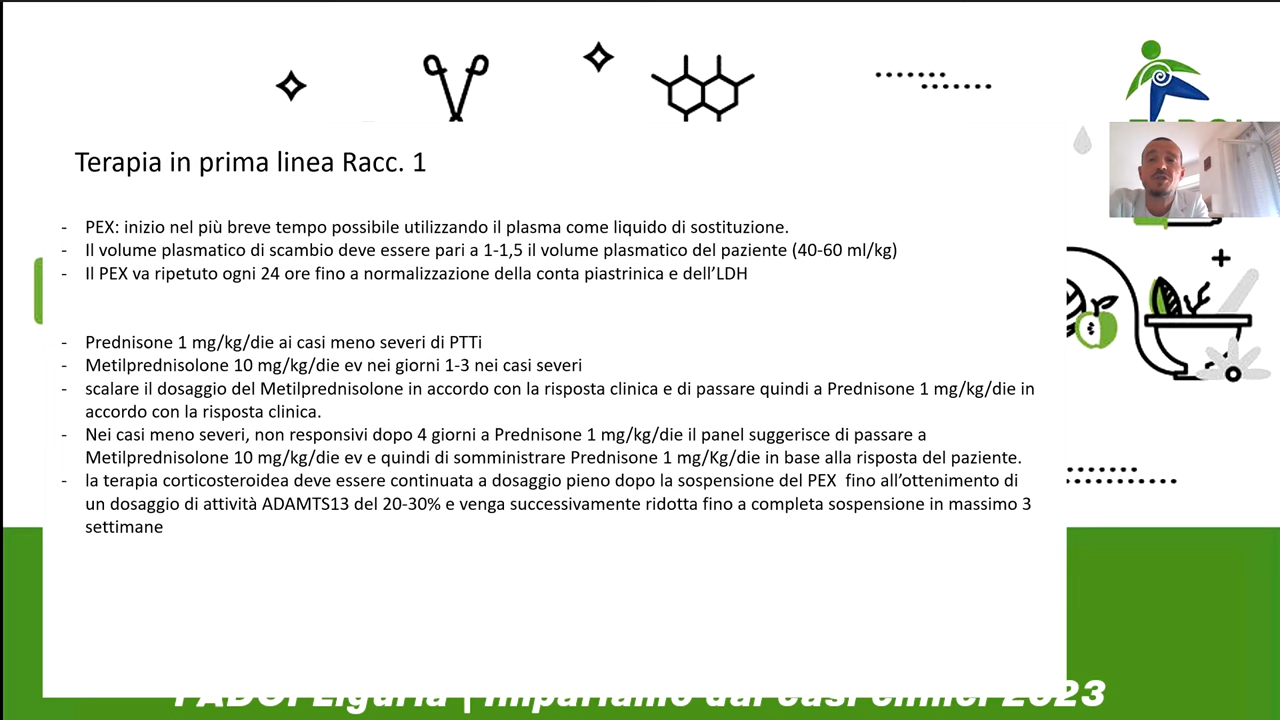 Terapia in prima linea Racc. 1
- PEX: inizio nel più breve tempo possibile utilizzando il plasma come liquido di sostituzione.
- Il volume plasmatico di scambio deve essere pari a 1-1,5 il volume plasmatico del paziente (40-60 ml/kg)
- Il PEX va ripetuto ogni 24 ore fino a normalizzazione della conta piastrinica e dell’LDH
- Prednisone 1 mg/kg/die ai casi meno severi di PTTi
- Metilprednisolone 10 mg/kg/die ev nei giorni 1-3 nei casi severi
- scalare il dosaggio del Metilprednisolone in accordo con la risposta clinica e di passare quindi a Prednisone 1 mg/kg/die in
accordo con la risposta clinica.
- Nei casi meno severi, non responsivi dopo 4 giorni a Prednisone 1 mg/kg/die il panel suggerisce di passare a
Metilprednisolone 10 mg/kg/die ev e quindi di somministrare Prednisone 1 mg/Kg/die in base alla risposta del paziente.
- la terapia corticosteroidea deve essere continuata a dosaggio pieno dopo la sospensione del PEX fino all’ottenimento di
un dosaggio di attività ADAMTS13 del 20-30% e venga successivamente ridotta fino a completa sospensione in massimo 3
settimane
FADOI Liguria | Impariamo dai casi clinici 2023